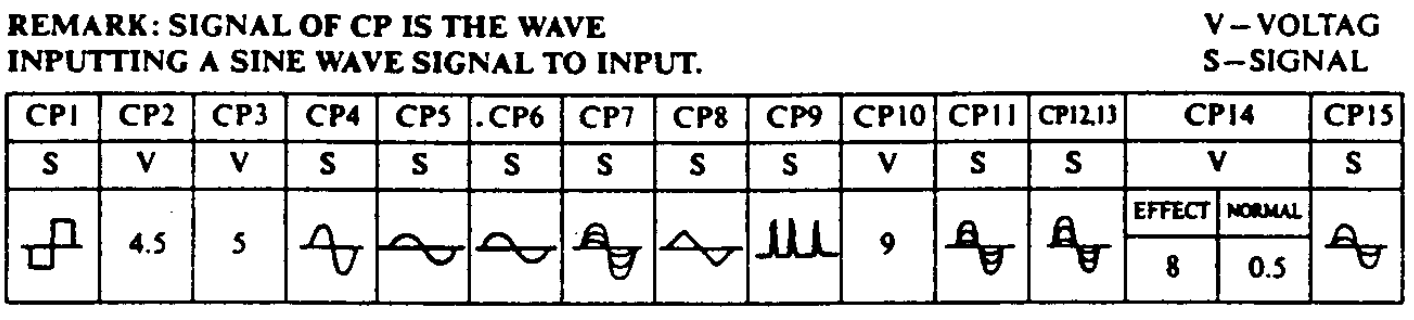 REMARK: SIGNAL OF CP IS THE WAVE
INPUTTING A SINE WAVE SIGNAL TO INPUT.
V–VOLTAG
S–SIGNAL
CP1 CP2 CP3 CP4 CP5 .CP6 CP7 CP8 CP9 CP10 CP11 CP12,13 CP14 CP15
S V V S S S S S S V S S V S
EFFECT NORMAL
4.5 5 9 8 0.5